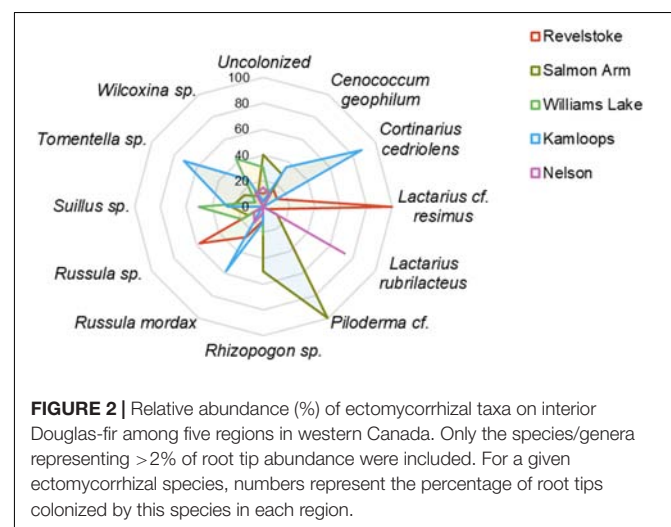 Uncolonized
Cenococcum
geophilum
Cortinarius
cedriolens
Lactarius cf.
resimus
Lactarius
rubrilacteus
Piloderma cf.
Rhizopogon sp.
Russula mordax
Russula sp.
Suillus sp.
Tomentella sp.
Wilcoxina sp.
100
80
60
40
20
0
Revelstoke
Salmon Arm
Williams Lake
Kamloops
Nelson
FIGURE 2 | Relative abundance (%) of ectomycorrhizal taxa on interior
Douglas-fir among five regions in western Canada. Only the species/genera
representing >2% of root tip abundance were included. For a given
ectomycorrhizal species, numbers represent the percentage of root tips
colonized by this species in each region.